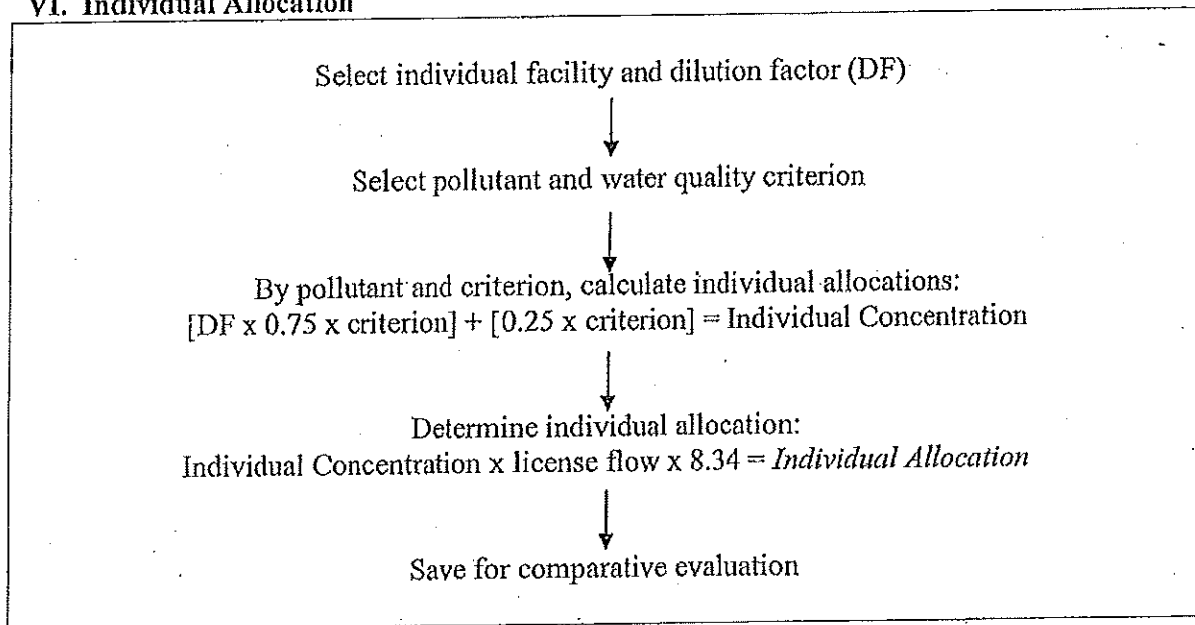 VI. Individual Allocation
Select individual facility and dilution factor (DF)
Select pollutant and water quality criterion
By pollutant and criterion, calculate individual allocations:
[DF x 0.75 x criterion] + [0.25 x criterion] = Individual Concentration
Determine individual allocation:
Individual Concentration x license flow x 8.34 = Individual Allocation
Save for comparative evaluation